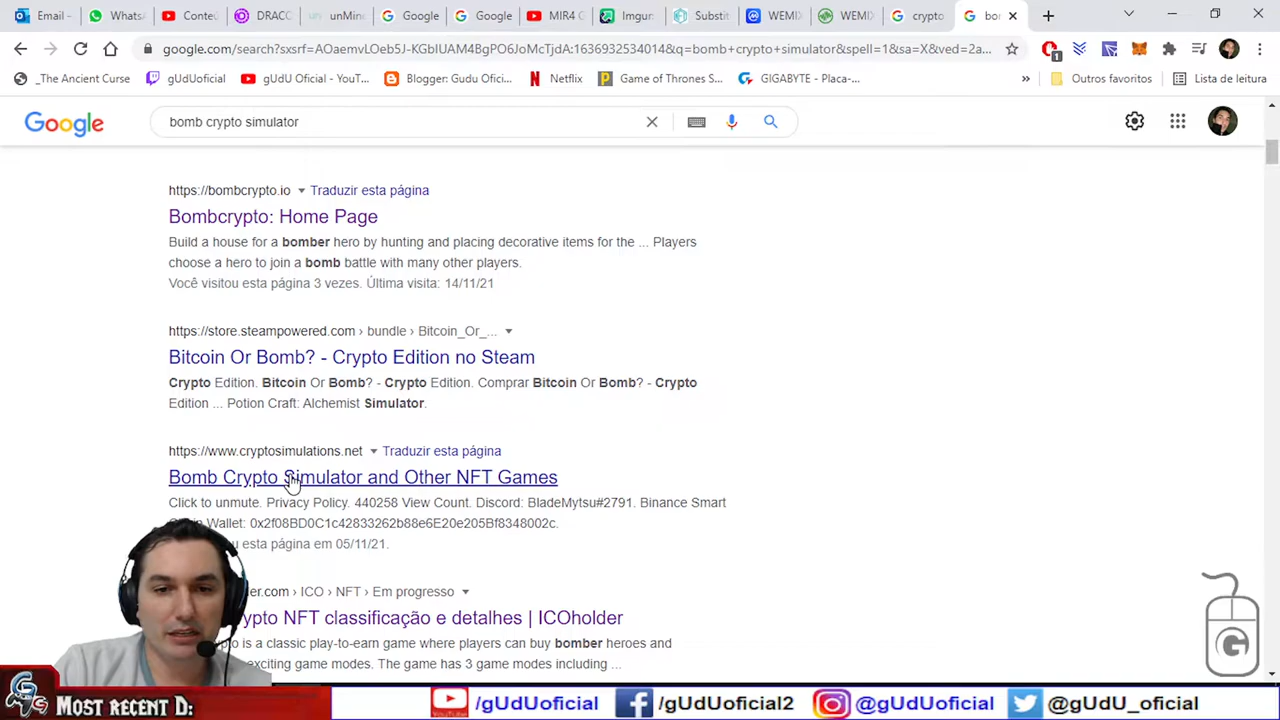 Email -
WhatsA
Conteú
DRACC
unMine
Google
Google
MIR4 G
Imgur:
Substit
WEMIX
WEMIX
crypto
bor
google.com/search?sxsrf=AOaemvLOeb5J-KGbIUAM4BgPO6JoMcTjdA:1636932534014&q=bomb+crypto+simulator&spell=1&sa=X&ved=2a...
1
_The Ancient Curse
gUdUoficial
gUdU Oficial - YouT...
Blogger: Gudu Ofici...
Netflix
Game of Thrones S...
GIGABYTE - Placa-...
»
Outros favoritos
Lista de leitura
Google
bomb crypto simulator
https://bombcrypto.io Traduzir esta página
Bombcrypto: Home Page
Build a house for a bomber hero by hunting and placing decorative items for the ... Players
choose a hero to join a bomb battle with many other players.
Você visitou esta página 3 vezes. Última visita: 14/11/21
https://store.steampowered.com › bundle › Bitcoin_Or_...
Bitcoin Or Bomb? - Crypto Edition no Steam
Crypto Edition. Bitcoin Or Bomb? - Crypto Edition. Comprar Bitcoin Or Bomb? - Crypto
Edition ... Potion Craft: Alchemist Simulator.
https://www.cryptosimulations.net Traduzir esta página
Bomb Crypto Simulator and Other NFT Games
Click to unmute. Privacy Policy. 440258 View Count. Discord: BladeMytsu#2791. Binance Smart
Wallet: 0x2f08BD0C1c42833262b88e6E20e205Bf8348002c.
esta página em 05/11/21.
der.com › ICO › NFT › Em progresso
ypto NFT classificação e detalhes | ICOholder
is a classic play-to-earn game where players can buy bomber heroes and
exciting game modes. The game has 3 game modes including ...
G
Most recent D:
/gUdUoficial
/gUdUoficial2
@gUdUoficial
@gUdU_oficial